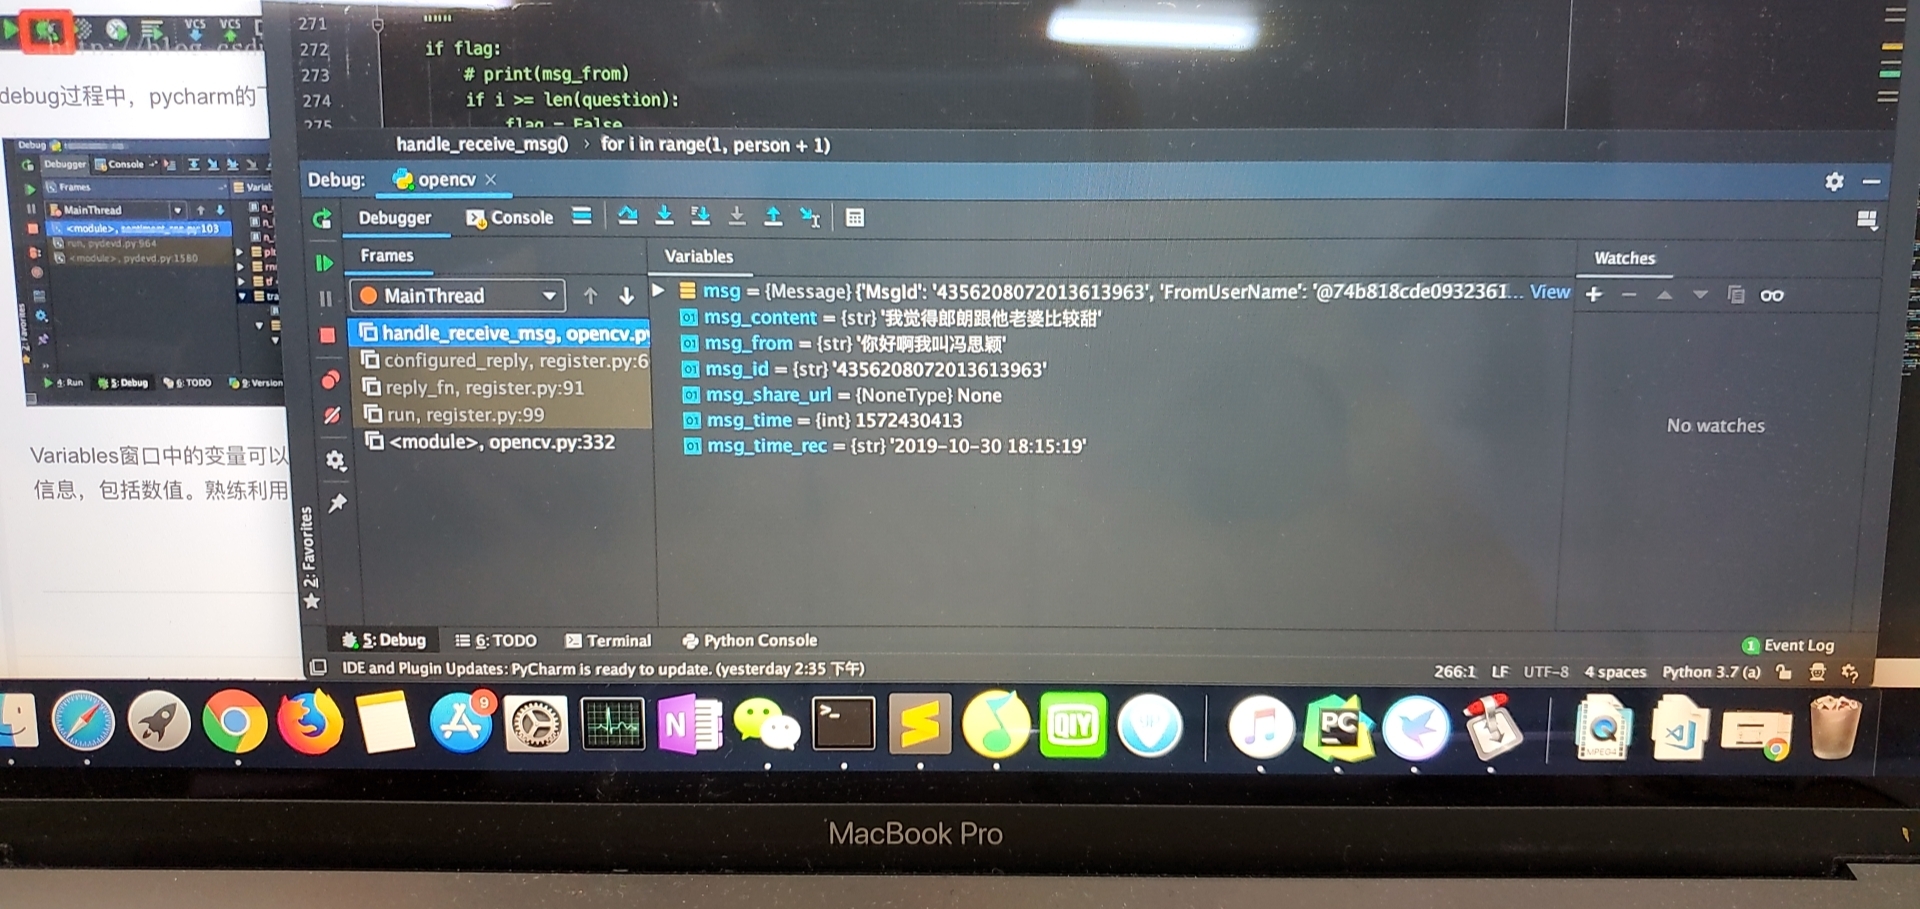 VCS VCS
http://blog.csd
debug过程中，pycharm的
Debug
Debugger Console
Frames
MainThread
<module>,
:103
run, pydevd.py:964
<module>, pydevd.py:1580
4: Run 5: Debug 6: TODO 9: Version
Variables窗口中的变量可以
信息，包括数值。熟练利用
271 """
272 if flag:
273 # print(msg_from)
274 if i >= len(question):
275 flag = False
handle_receive_msg() › for i in range(1, person + 1)
Debug: opencv ×
Debugger Console
Frames
MainThread
handle_receive_msg, opencv.py
configured_reply, register.py:6
reply_fn, register.py:91
run, register.py:99
<module>, opencv.py:332
Variables
msg = {Message} {'MsgId': '4356208072013613963', 'FromUserName': '@74b818cde0932361... View
msg_content = {str} '我觉得郎朗跟他老婆比较甜'
msg_from = {str} '你好啊我叫冯思颖'
msg_id = {str} '4356208072013613963'
msg_share_url = {NoneType} None
msg_time = {int} 1572430413
msg_time_rec = {str} '2019-10-30 18:15:19'
Watches
No watches
2: Favorites
5: Debug 6: TODO Terminal Python Console
1 Event Log
IDE and Plugin Updates: PyCharm is ready to update. (yesterday 2:35 下午)
266:1 LF UTF-8 4 spaces Python 3.7 (a)
9
N
QIY
PC
MPEG4
MacBook Pro